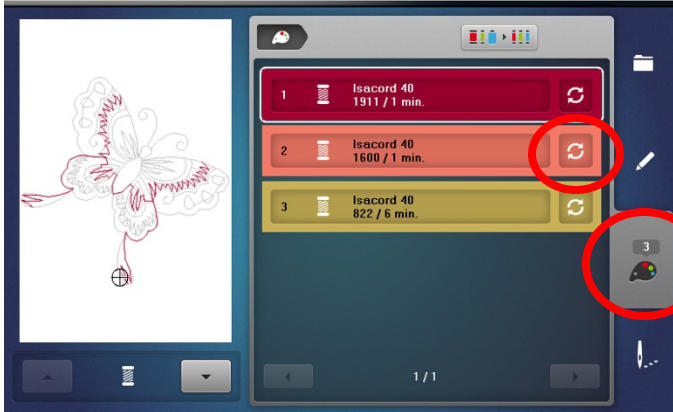 1
Isacord 40
1911 / 1 min.
2
Isacord 40
1600 / 1 min.
3
Isacord 40
822 / 6 min.
3
1 / 1